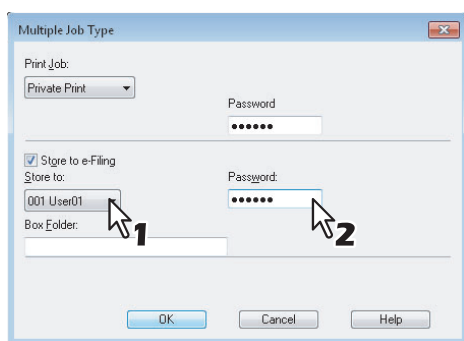 Multiple Job Type
Print Job:
Private Print
Password
●●●●●●
Store to e-Filing
Store to: Password:
001 User01 ●●●●●●
1 2
Box Folder:
OK Cancel Help